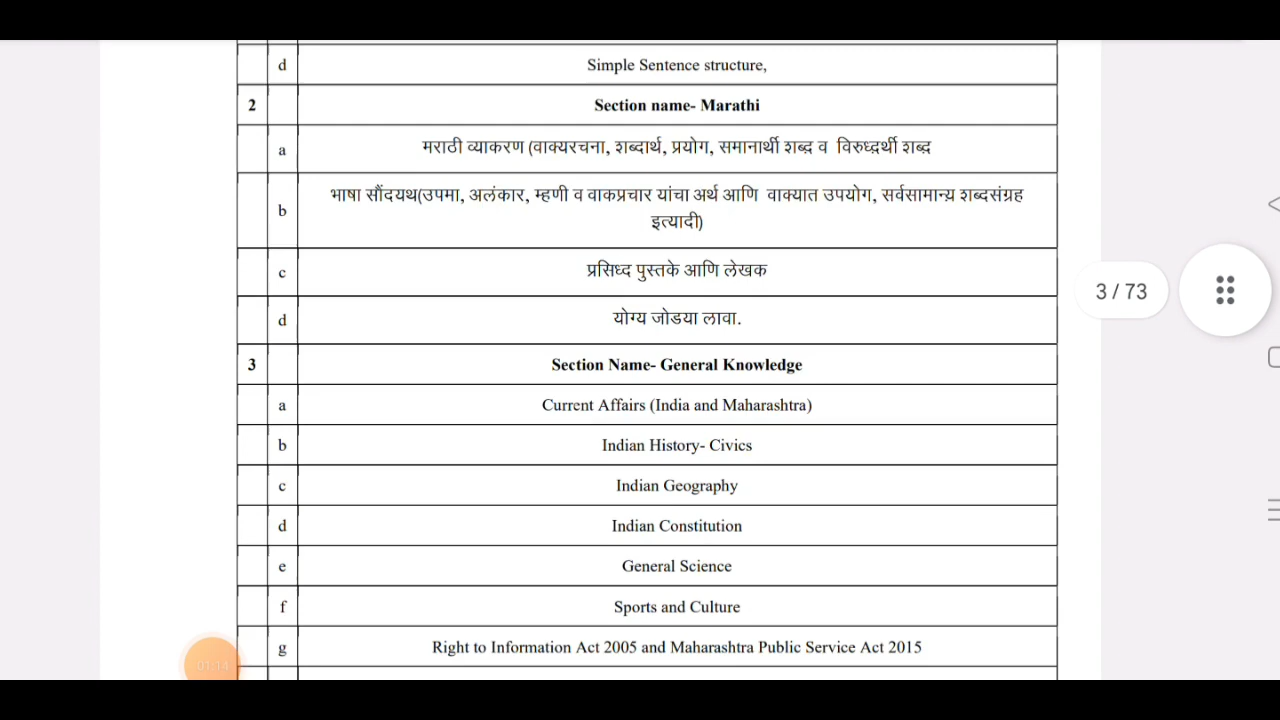 d Simple Sentence structure,
2 Section name- Marathi
a मराठी व्याकरण (वाक्यरचना, शब्दार्थ, प्रयोग, समानार्थी शब्द व विरुध्दर्थी शब्द
b भाषा सौंदयथ(उपमा, अलंकार, म्हणी व वाकप्रचार यांचा अर्थ आणि वाक्यात उपयोग, सर्वसामान्य शब्दसंग्रह
इत्यादी)
c प्रसिध्द पुस्तके आणि लेखक
d योग्य जोडया लावा.
3 / 73
3 Section Name- General Knowledge
a Current Affairs (India and Maharashtra)
b Indian History- Civics
c Indian Geography
d Indian Constitution
e General Science
f Sports and Culture
g Right to Information Act 2005 and Maharashtra Public Service Act 2015
01:14